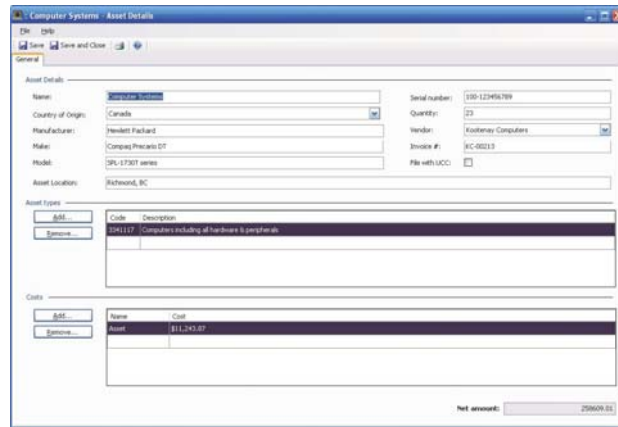 Computer Systems - Asset Details
File Help
Save Save and Close
General
Asset Details
Name: Computer Systems
Serial number: 100-123456789
Country of Origin: Canada
Quantity: 23
Manufacturer: Hewlett Packard
Vendor: Kootenay Computers
Make: Compaq Precario DT
Invoice #: KC-00213
Model: SPL-1730T series
File with UCC:
Asset Location: Richmond, BC
Asset types
Add...
Remove...
Code Description
3341117 Computers including all hardware & peripherals
Costs
Add...
Remove...
Name Cost
Asset $11,243.87
Net amount: 258609.01